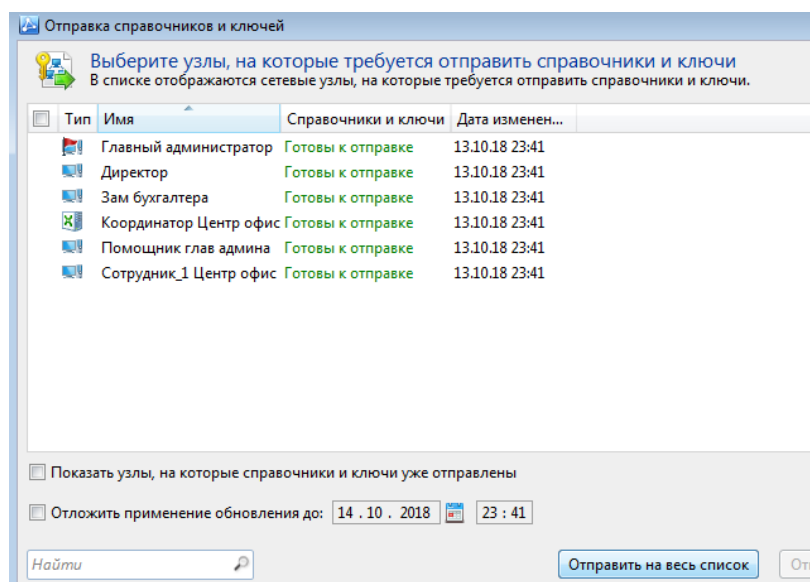 Отправка справочников и ключей
Выберите узлы, на которые требуется отправить справочники и ключи
В списке отображаются сетевые узлы, на которые требуется отправить справочники и ключи.
Тип Имя Справочники и ключи Дата изменен...
Главный администратор Готовы к отправке 13.10.18 23:41
Директор Готовы к отправке 13.10.18 23:41
Зам бухгалтера Готовы к отправке 13.10.18 23:41
Координатор Центр офис Готовы к отправке 13.10.18 23:41
Помощник глав админа Готовы к отправке 13.10.18 23:41
Сотрудник_1 Центр офис Готовы к отправке 13.10.18 23:41
Показать узлы, на которые справочники и ключи уже отправлены
Отложить применение обновления до: 14 . 10 . 2018 23 : 41
Найти Отправить на весь список